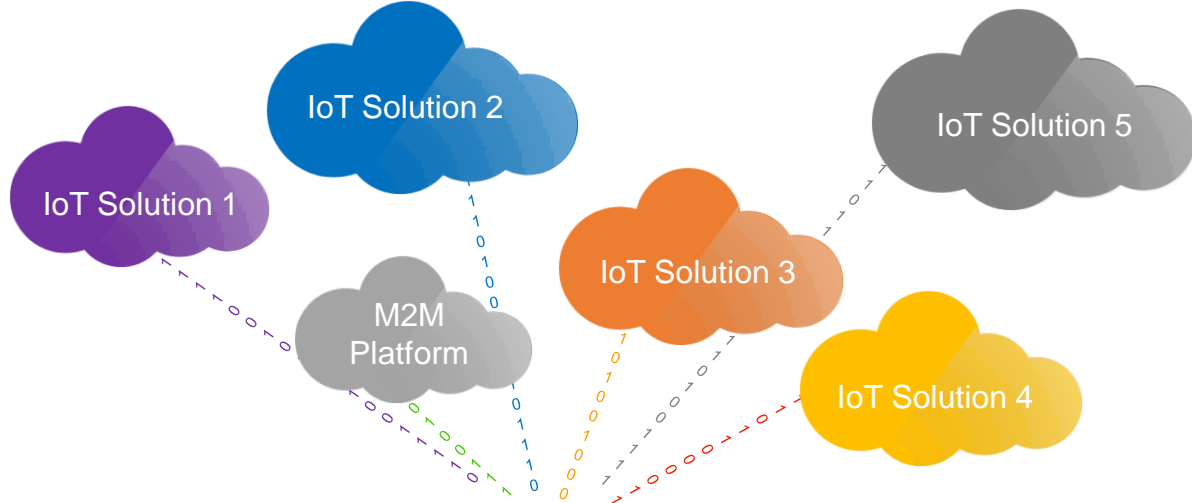 IoT Solution 2
IoT Solution 5
IoT Solution 1
IoT Solution 3
M2M
Platform
IoT Solution 4